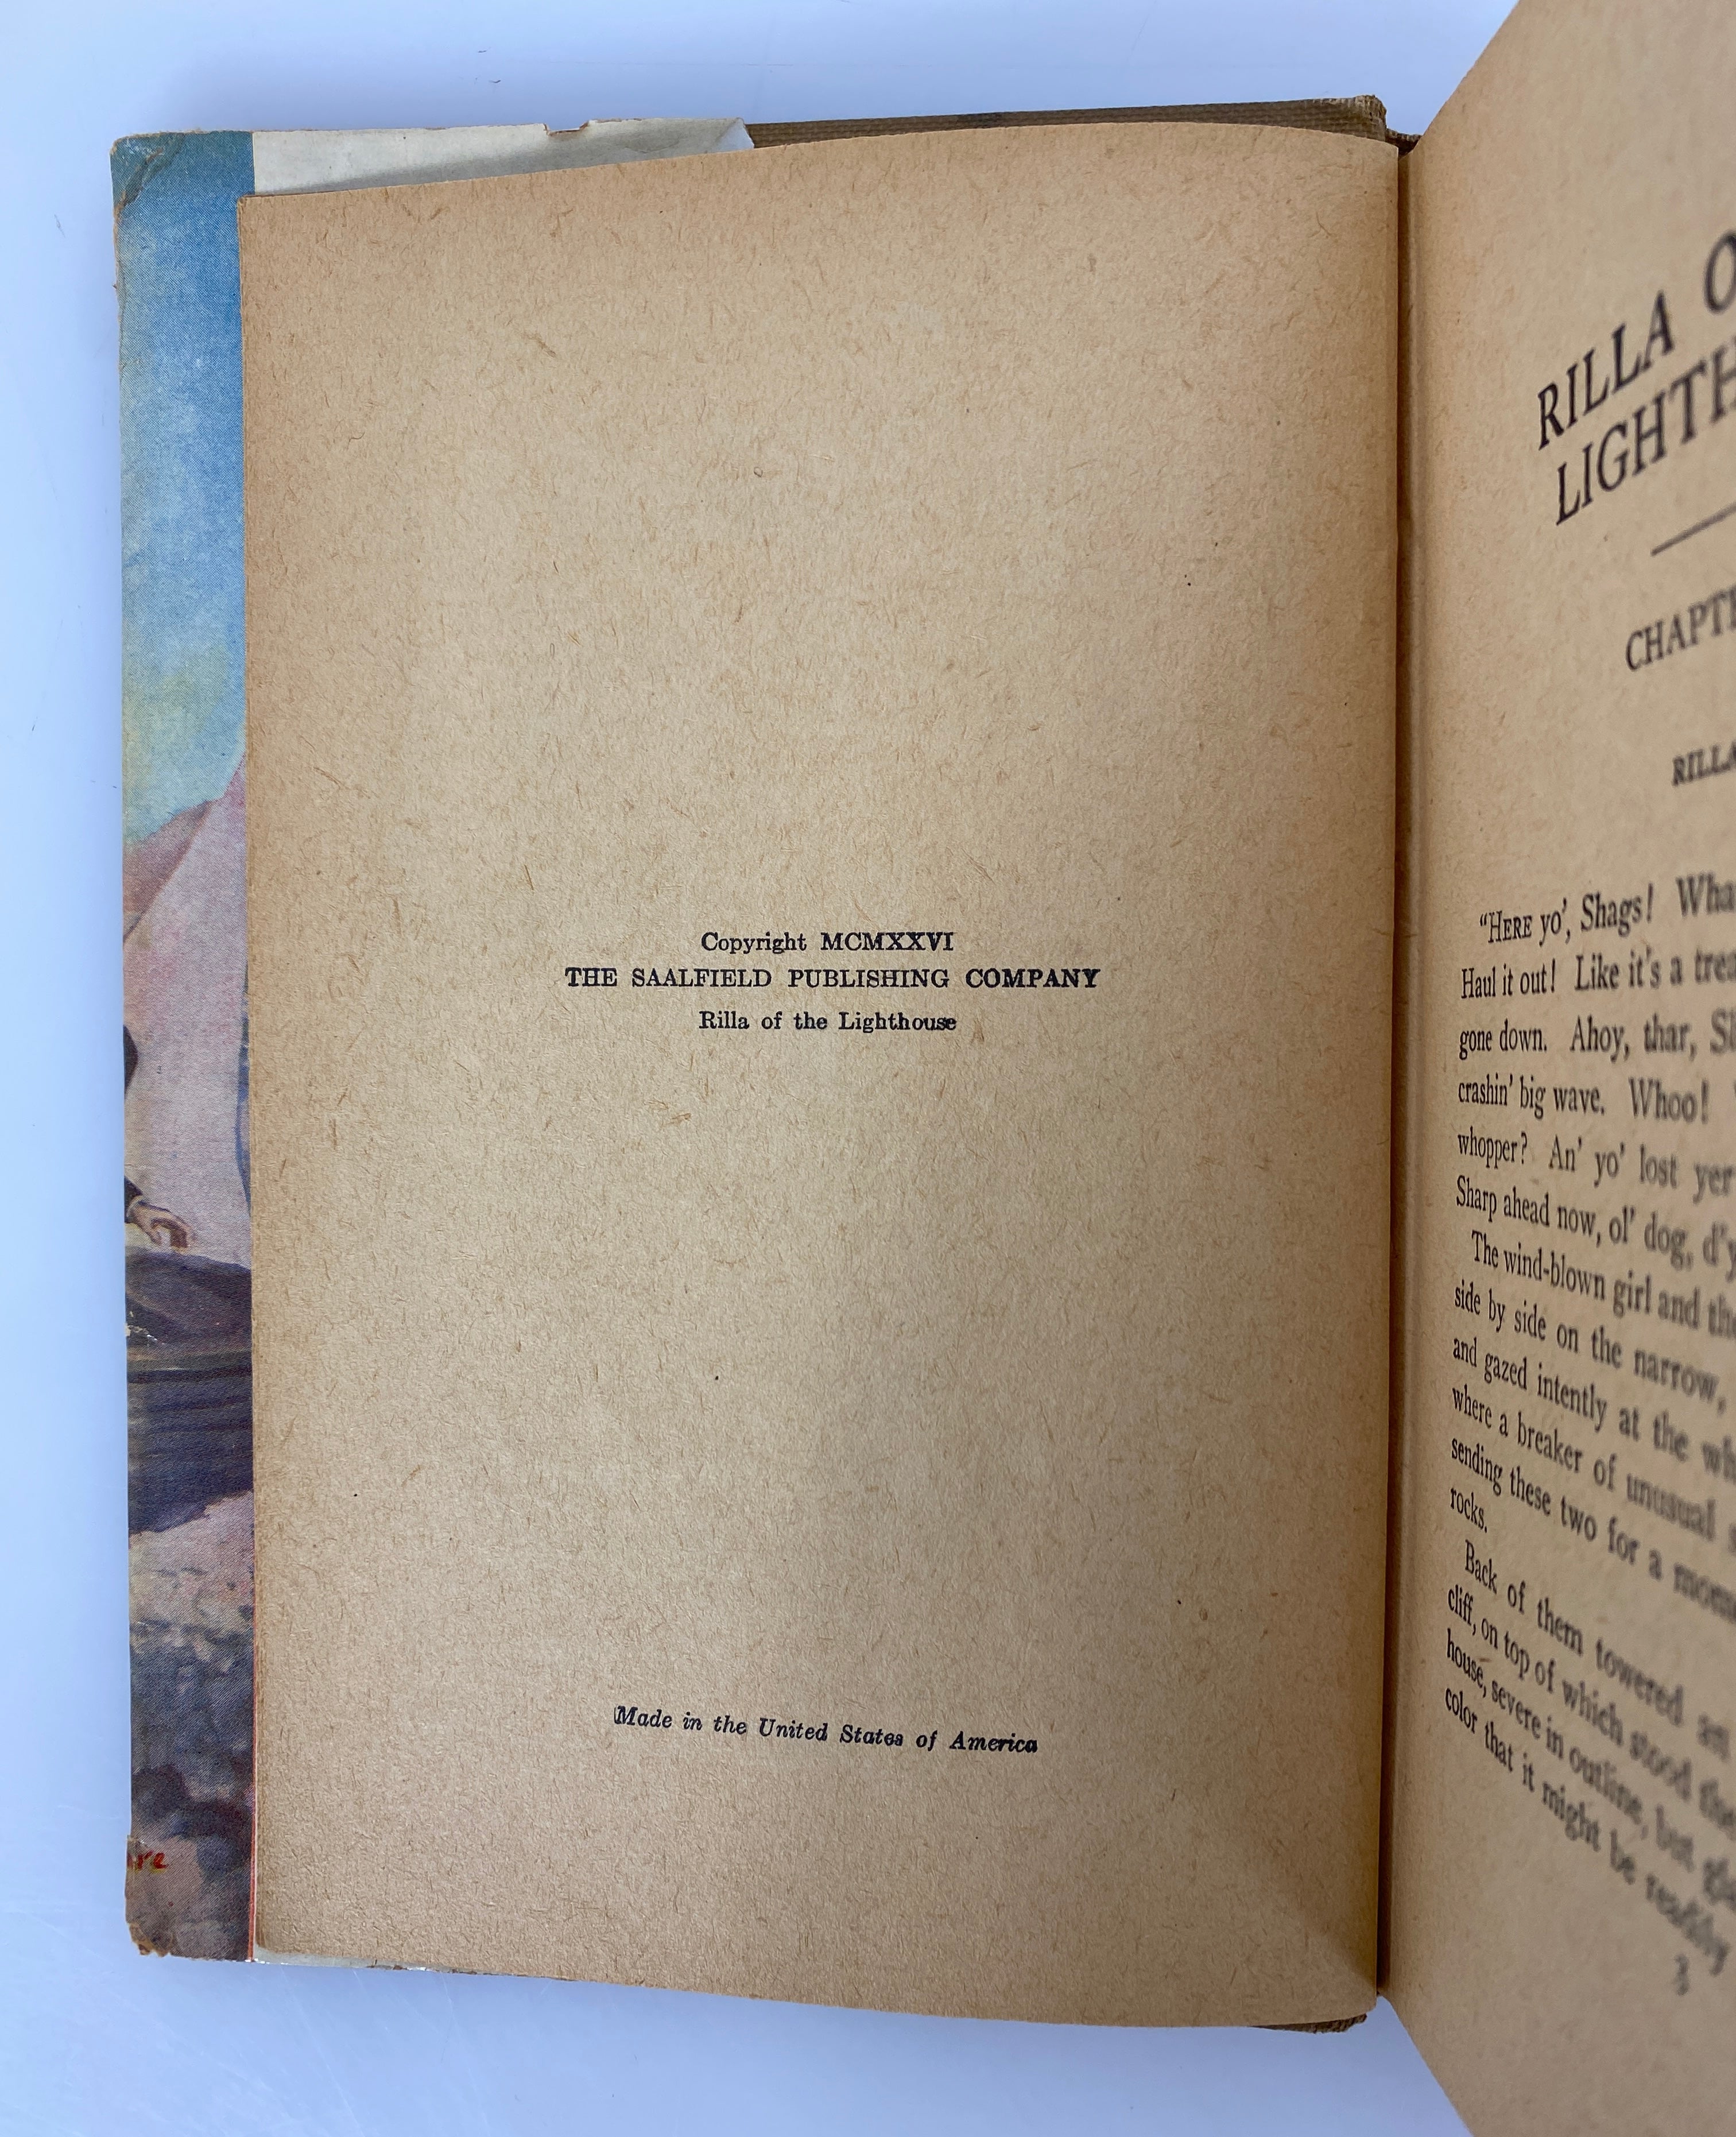 Copyright MCMXXVI
THE SAALFIELD PUBLISHING COMPANY
Rilla of the Lighthouse
Made in the United States of America
RILLA
CHAPTE
RILLA
"HERE yo', Shags! Wha
Haul it out! Like it's a trea
gone down. Ahoy, thar,
crashin' big wave. Whoo!
whopper? An' yo' lost yer
Sharp ahead now, ol' dog, d'y
The wind-blown girl and the
side by side on the narrow,
and gazed intently at the wh
where a breaker of unusual s
sending these two for a mom
rocks.
Back of them towered an
cliff, on top of which stood the
house, severe in outline, but
color that it might be readily
3